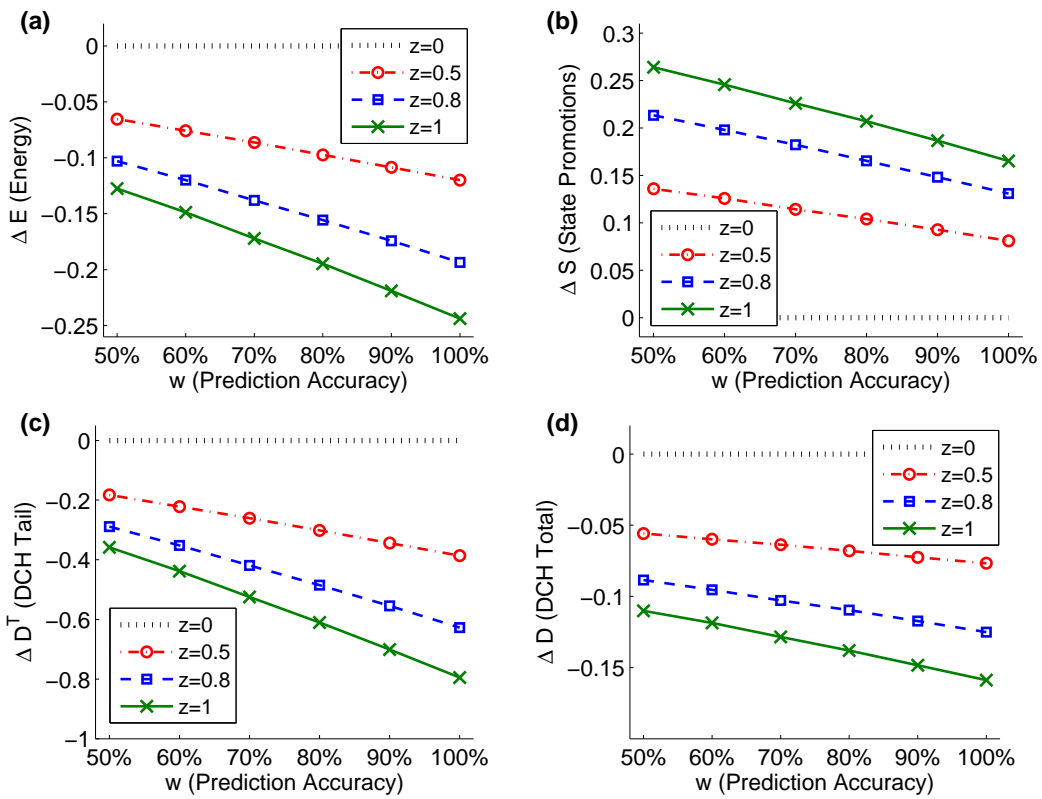 (a)
0
−0.05
−0.1
−0.15
−0.2
−0.25
Δ E (Energy)
z=0
z=0.5
z=0.8
z=1
50% 60% 70% 80% 90% 100%
w (Prediction Accuracy)
(b)
0.3
0.25
0.2
0.15
0.1
0.05
0
Δ S (State Promotions)
z=0
z=0.5
z=0.8
z=1
50% 60% 70% 80% 90% 100%
w (Prediction Accuracy)
(c)
0
−0.2
−0.4
−0.6
−0.8
−1
Δ D^T (DCH Tail)
z=0
z=0.5
z=0.8
z=1
50% 60% 70% 80% 90% 100%
w (Prediction Accuracy)
(d)
0
−0.05
−0.1
−0.15
Δ D (DCH Total)
z=0
z=0.5
z=0.8
z=1
50% 60% 70% 80% 90% 100%
w (Prediction Accuracy)